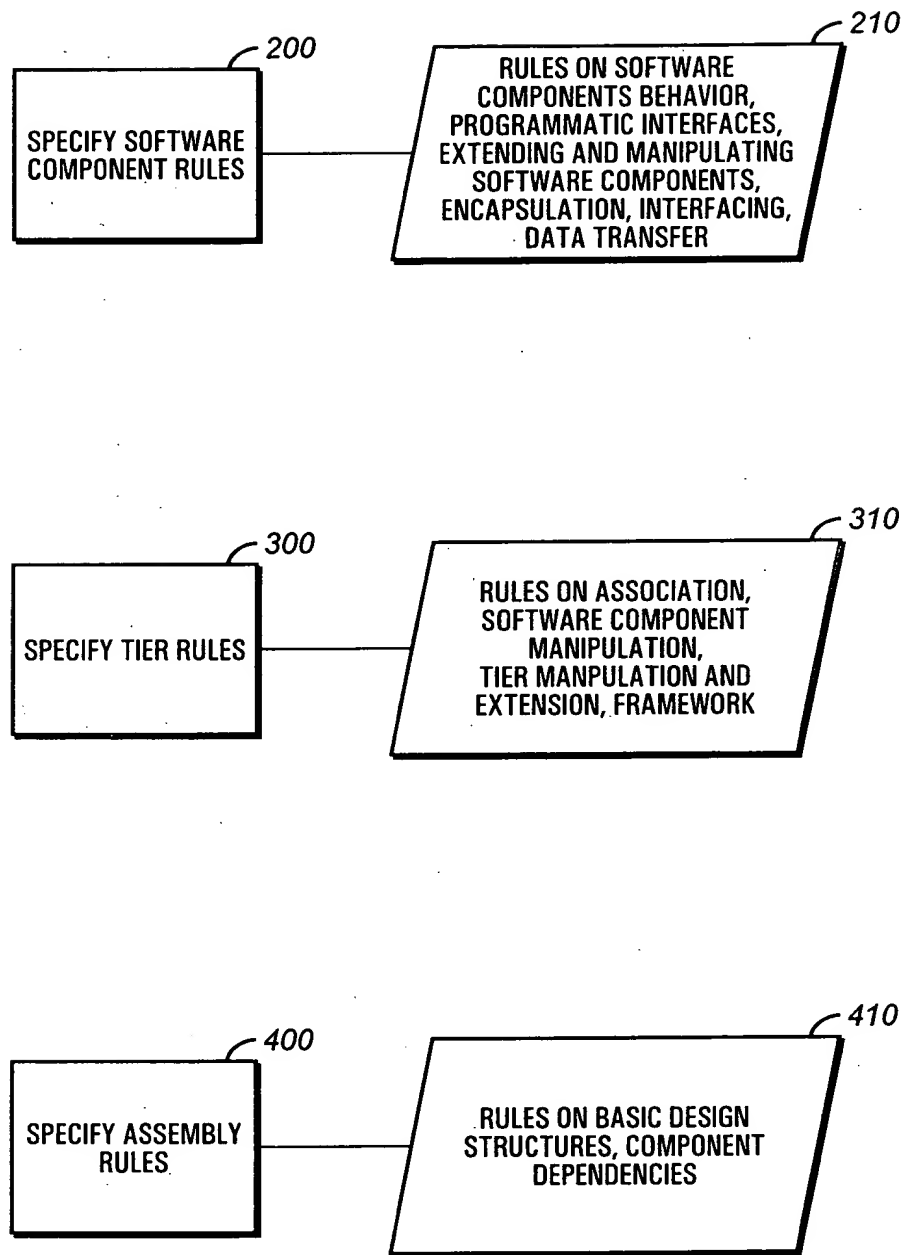 200
210
SPECIFY SOFTWARE
COMPONENT RULES
RULES ON SOFTWARE
COMPONENTS BEHAVIOR,
PROGRAMMATIC INTERFACES,
EXTENDING AND MANIPULATING
SOFTWARE COMPONENTS,
ENCAPSULATION, INTERFACING,
DATA TRANSFER
300
310
SPECIFY TIER RULES
RULES ON ASSOCIATION,
SOFTWARE COMPONENT
MANIPULATION,
TIER MANPULATION AND
EXTENSION, FRAMEWORK
400
410
SPECIFY ASSEMBLY
RULES
RULES ON BASIC DESIGN
STRUCTURES, COMPONENT
DEPENDENCIES